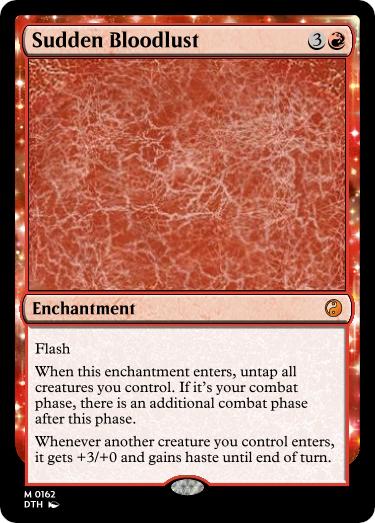 Sudden Bloodlust 3
Enchantment
Flash
When this enchantment enters, untap all
creatures you control. If it's your combat
phase, there is an additional combat phase
after this phase.
Whenever another creature you control enters,
it gets +3/+0 and gains haste until end of turn.
M 0162
DTH